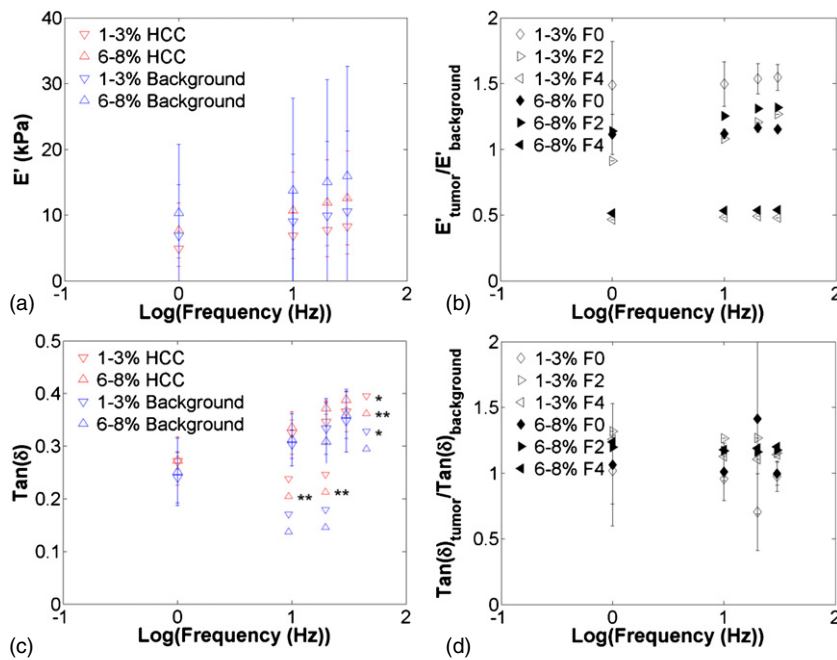 40
30
20
10
0
E' (kPa)
1-3% HCC
6-8% HCC
1-3% Background
6-8% Background
-1 0 1 2
Log(Frequency (Hz))
(a)
2
1.5
1
0.5
0
E'tumor/E'background
1-3% F0
1-3% F2
1-3% F4
6-8% F0
6-8% F2
6-8% F4
-1 0 1 2
Log(Frequency (Hz))
(b)
0.5
0.4
0.3
0.2
0.1
0
Tan(δ)
1-3% HCC
6-8% HCC
1-3% Background
6-8% Background
*
**
*
** **
-1 0 1 2
Log(Frequency (Hz))
(c)
2
1.5
1
0.5
0
Tan(δ)tumor/Tan(δ)background
1-3% F0
1-3% F2
1-3% F4
6-8% F0
6-8% F2
6-8% F4
-1 0 1 2
Log(Frequency (Hz))
(d)